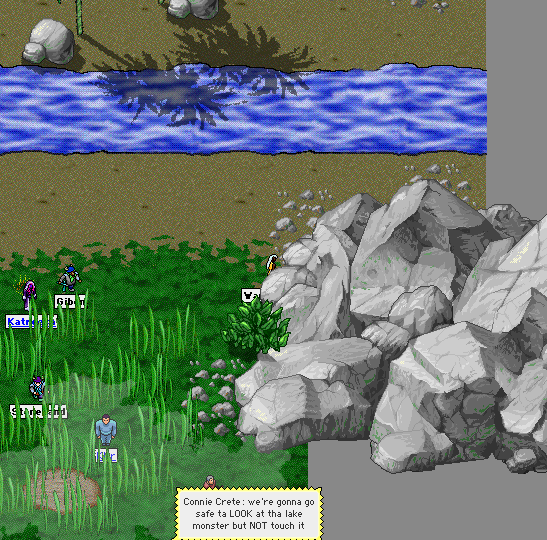 Connie Crete: we're gonna go
safe ta LOOK at tha lake
monster but NOT touch it